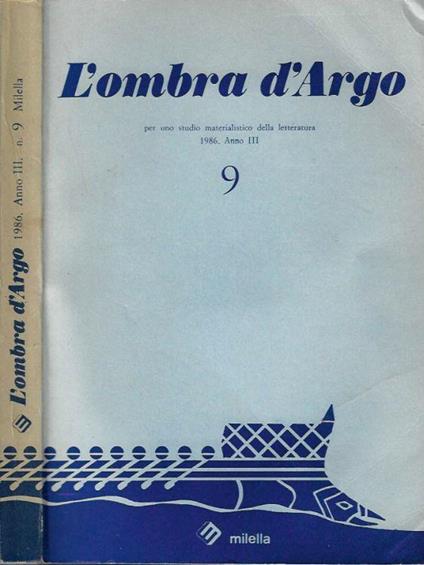 L'ombra d'Argo
per uno studio materialistico della letteratura
1986, Anno III
9
milella
L'ombra d'Argo 1986, Anno III, n. 9 Milella